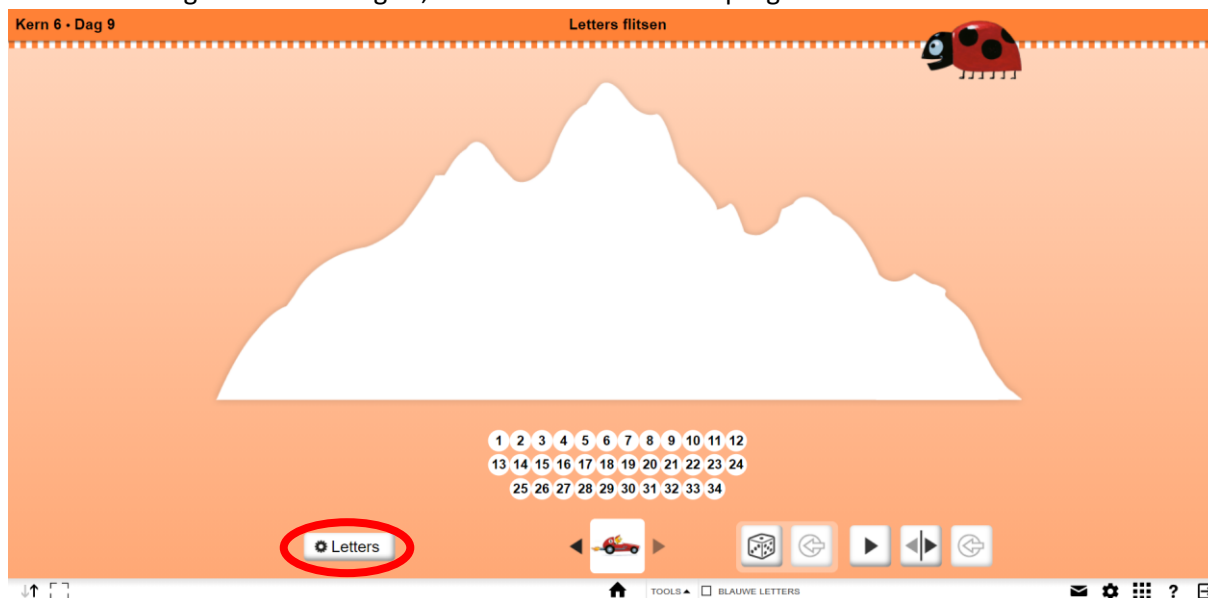 Kern 6 • Dag 9
Letters flitsen
1 2 3 4 5 6 7 8 9 10 11 12
13 14 15 16 17 18 19 20 21 22 23 24
25 26 27 28 29 30 31 32 33 34
Letters
TOOLS
BLAUWE LETTERS
?